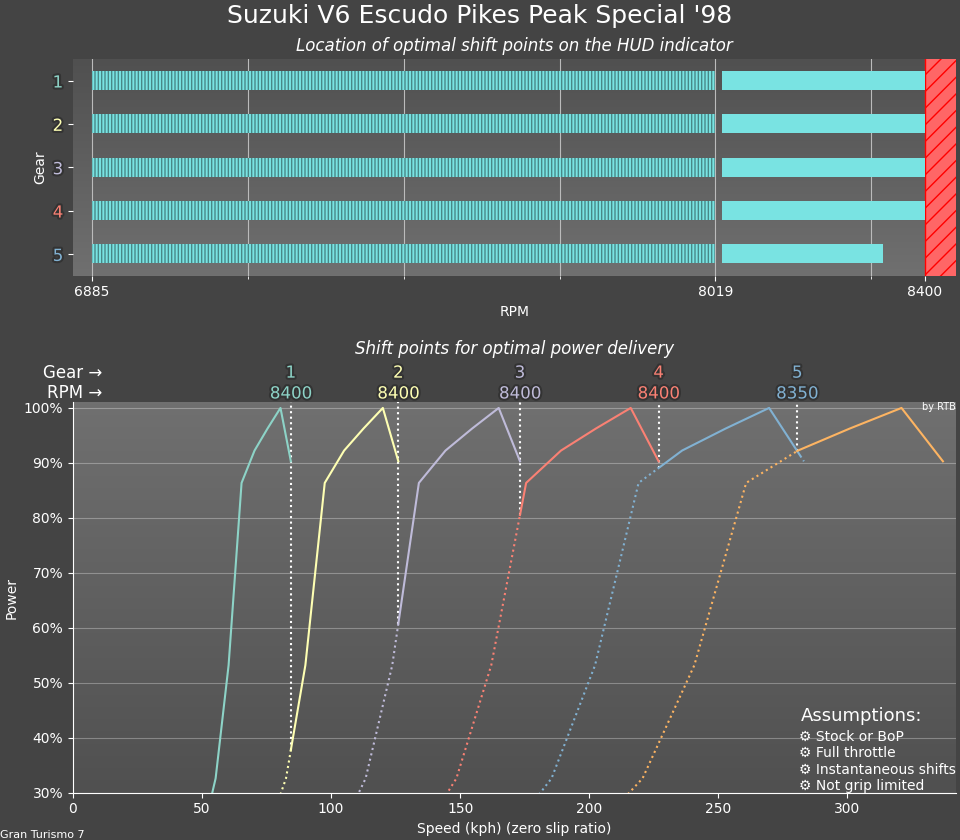 Suzuki V6 Escudo Pikes Peak Special '98
Location of optimal shift points on the HUD indicator
Gear
1
2
3
4
5
6885 8019 8400
RPM
Shift points for optimal power delivery
Gear → 1 2 3 4 5
RPM → 8400 8400 8400 8400 8350
by RTB
Power
100%
90%
80%
70%
60%
50%
40%
30%
Assumptions:
⚙ Stock or BoP
⚙ Full throttle
⚙ Instantaneous shifts
⚙ Not grip limited
0 50 100 150 200 250 300
Speed (kph) (zero slip ratio)
Gran Turismo 7